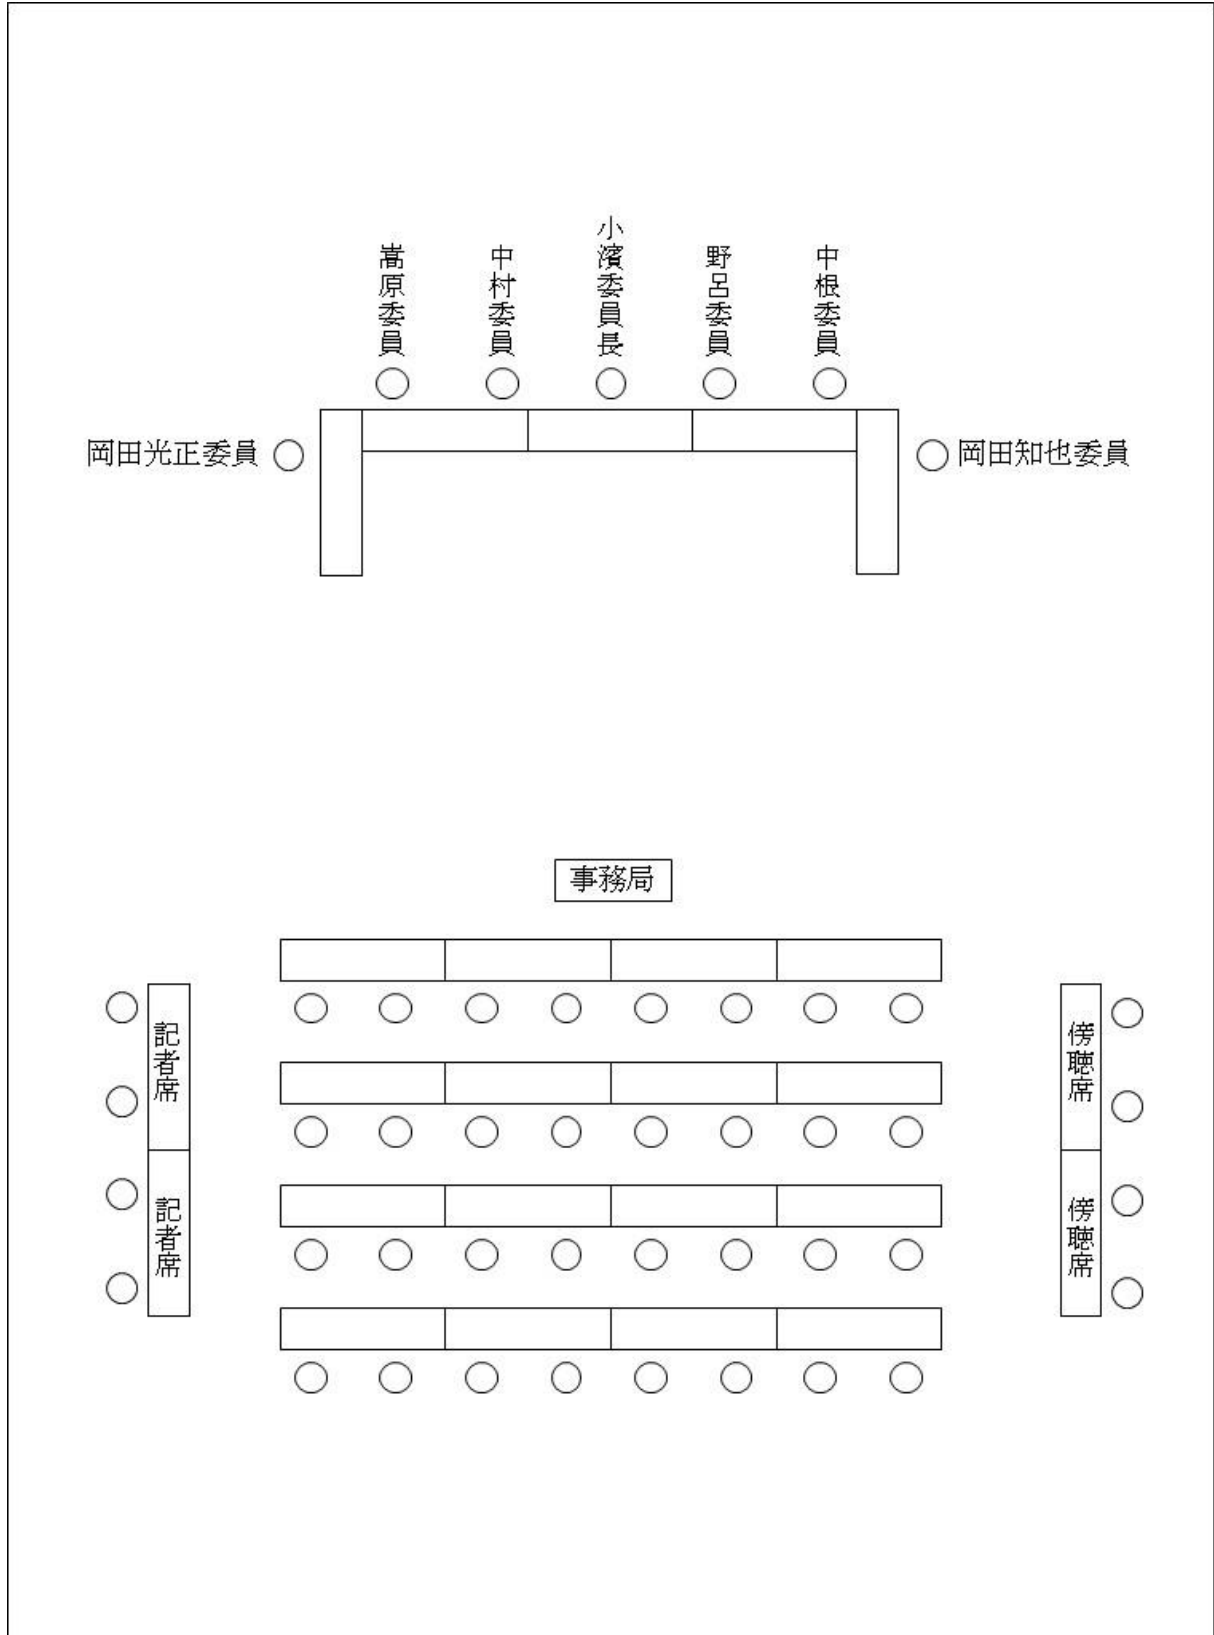 嵩原委員
中村委員
小濱委員長
野呂委員
中根委員
岡田光正委員
岡田知也委員
事務局
記者席
記者席
傍聴席
傍聴席